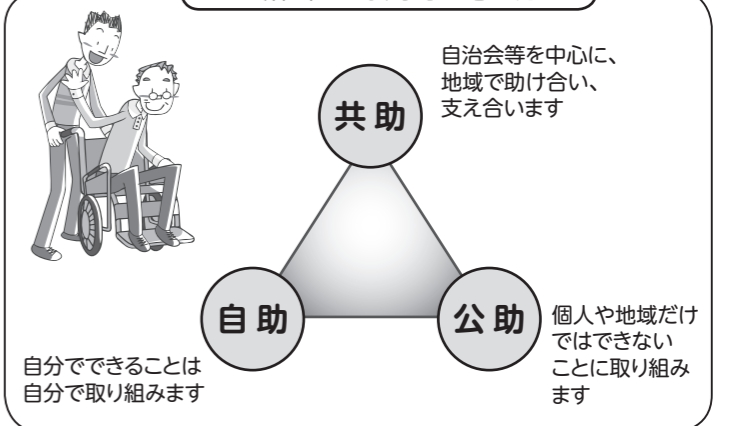 共助
自治会等を中心に、
地域で助け合い、
支え合います
自助
自分でできることは
自分で取り組みます
公助
個人や地域だけ
ではできない
ことに取り組み
ます